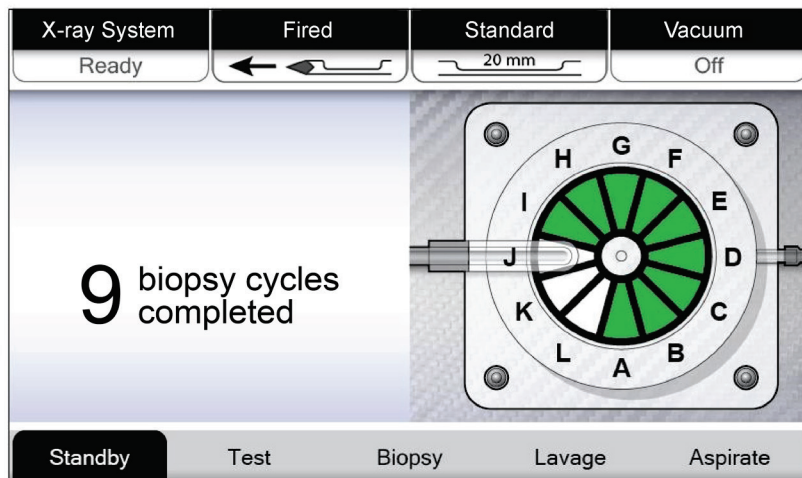 X-ray System
Fired
Standard
Vacuum
Ready
20 mm
Off
9 biopsy cycles
completed
G
H
F
I
E
J
D
K
C
L
B
A
Standby
Test
Biopsy
Lavage
Aspirate